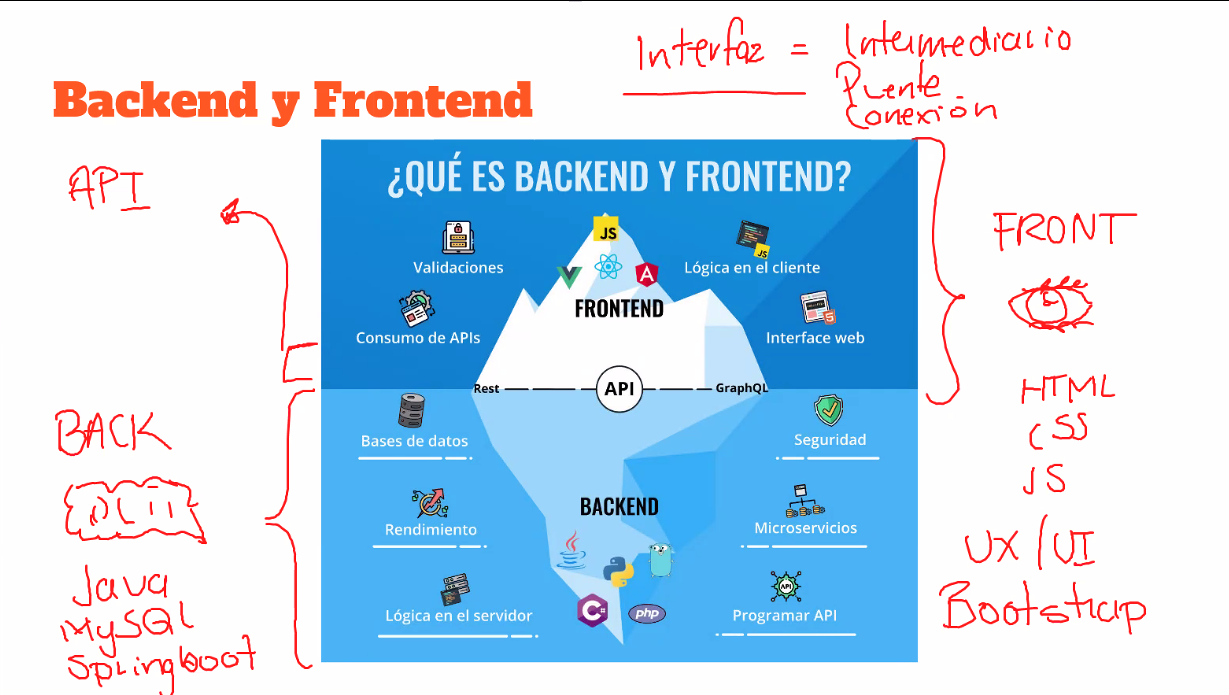 Interfaz = Intermediario
Puente
Conexión
Backend y Frontend
API
¿QUÉ ES BACKEND Y FRONTEND?
JS
Validaciones
Lógica en el cliente
JS
FRONTEND
Consumo de APIs
Interface web
Rest
API
GraphQL
FRONT
HTML
CSS
JS
UX/UI
Bootstrap
BACK
Bases de datos
Seguridad
BACKEND
Rendimiento
Microservicios
Lógica en el servidor
C#
php
API
Programar API
Java
MySQL
Springboot